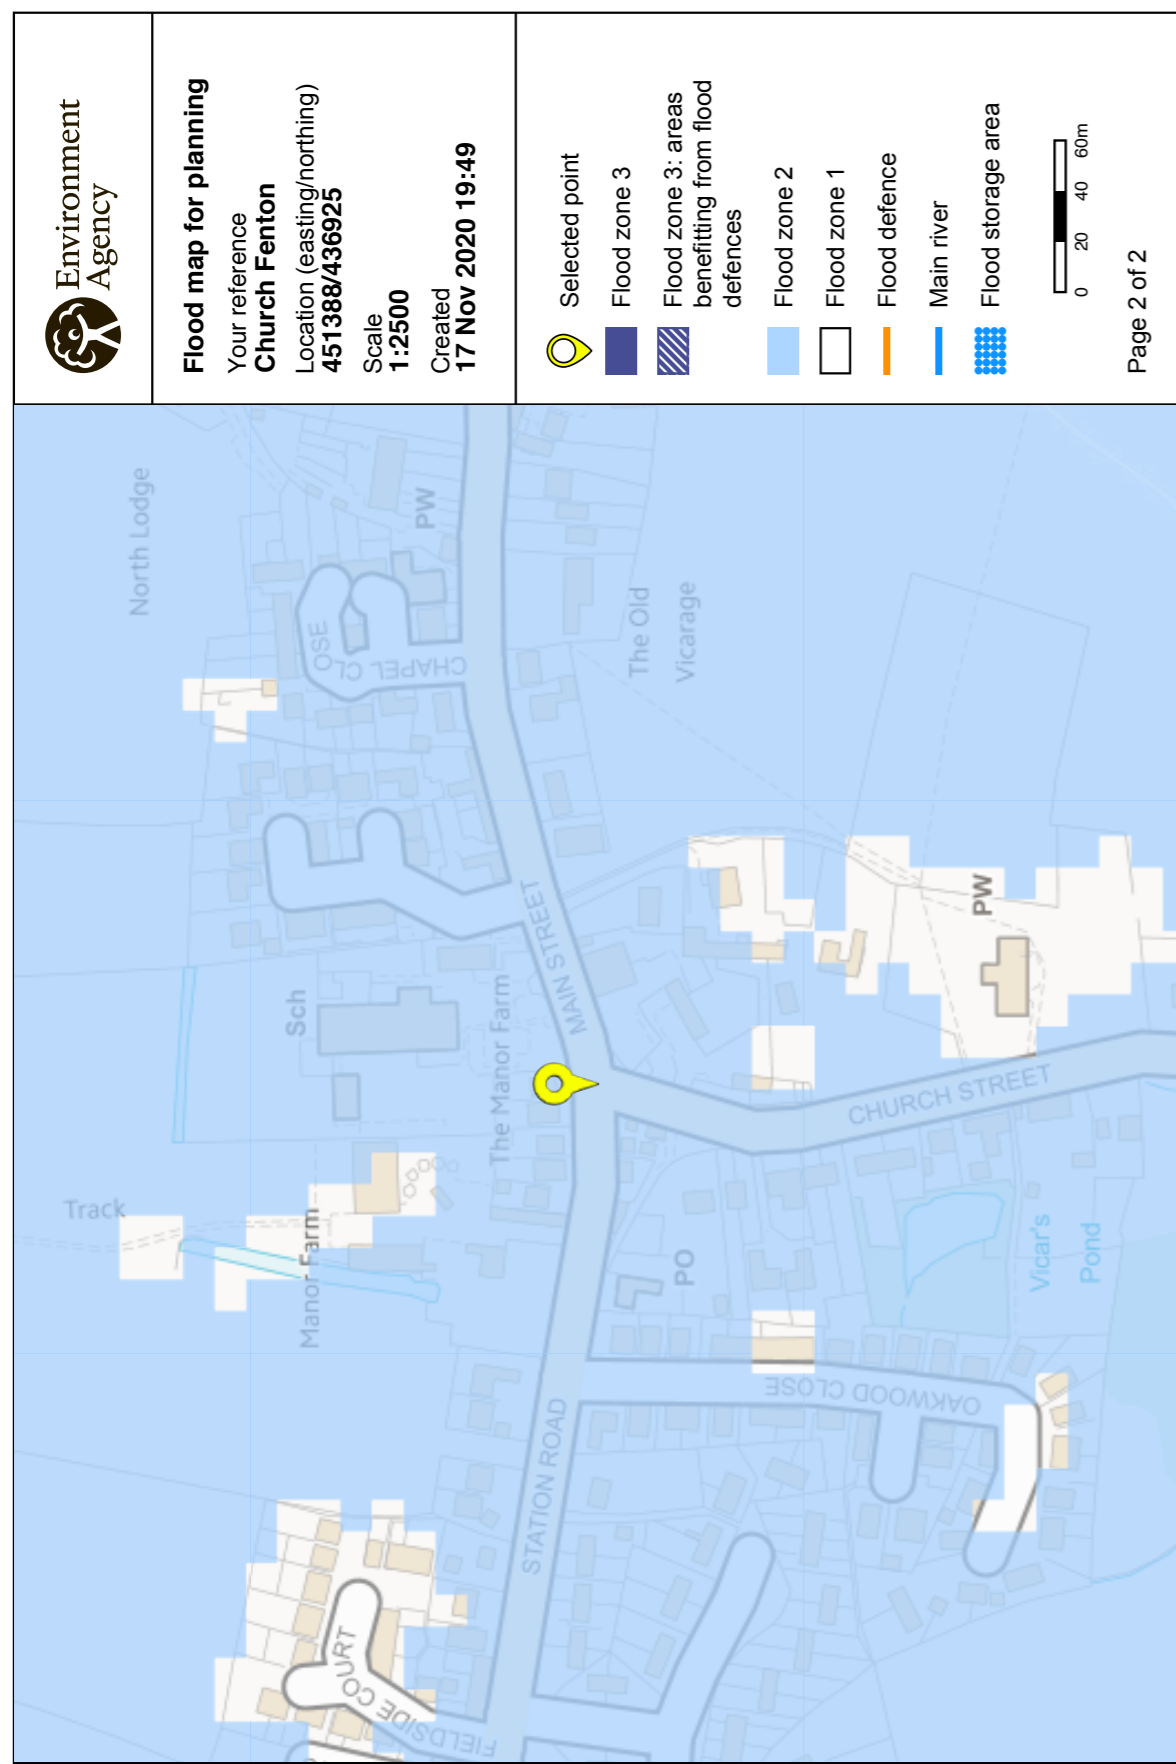 Environment
Agency
Flood map for planning
Your reference
Church Fenton
Location (easting/northing)
451388/436925
Scale
1:2500
Created
17 Nov 2020 19:49
Selected point
Flood zone 3
Flood zone 3: areas
benefitting from flood
defences
Flood zone 2
Flood zone 1
Flood defence
Main river
Flood storage area
0 20 40 60m
Page 2 of 2
North Lodge
PW
CHAPEL CLOSE
The Old
Vicarage
Sch
MAIN STREET
The Manor Farm
PW
Track
Manor Farm
CHURCH STREET
PO
Vicar's
Pond
STATION ROAD
OAKWOOD CLOSE
FIELDSIDE COURT